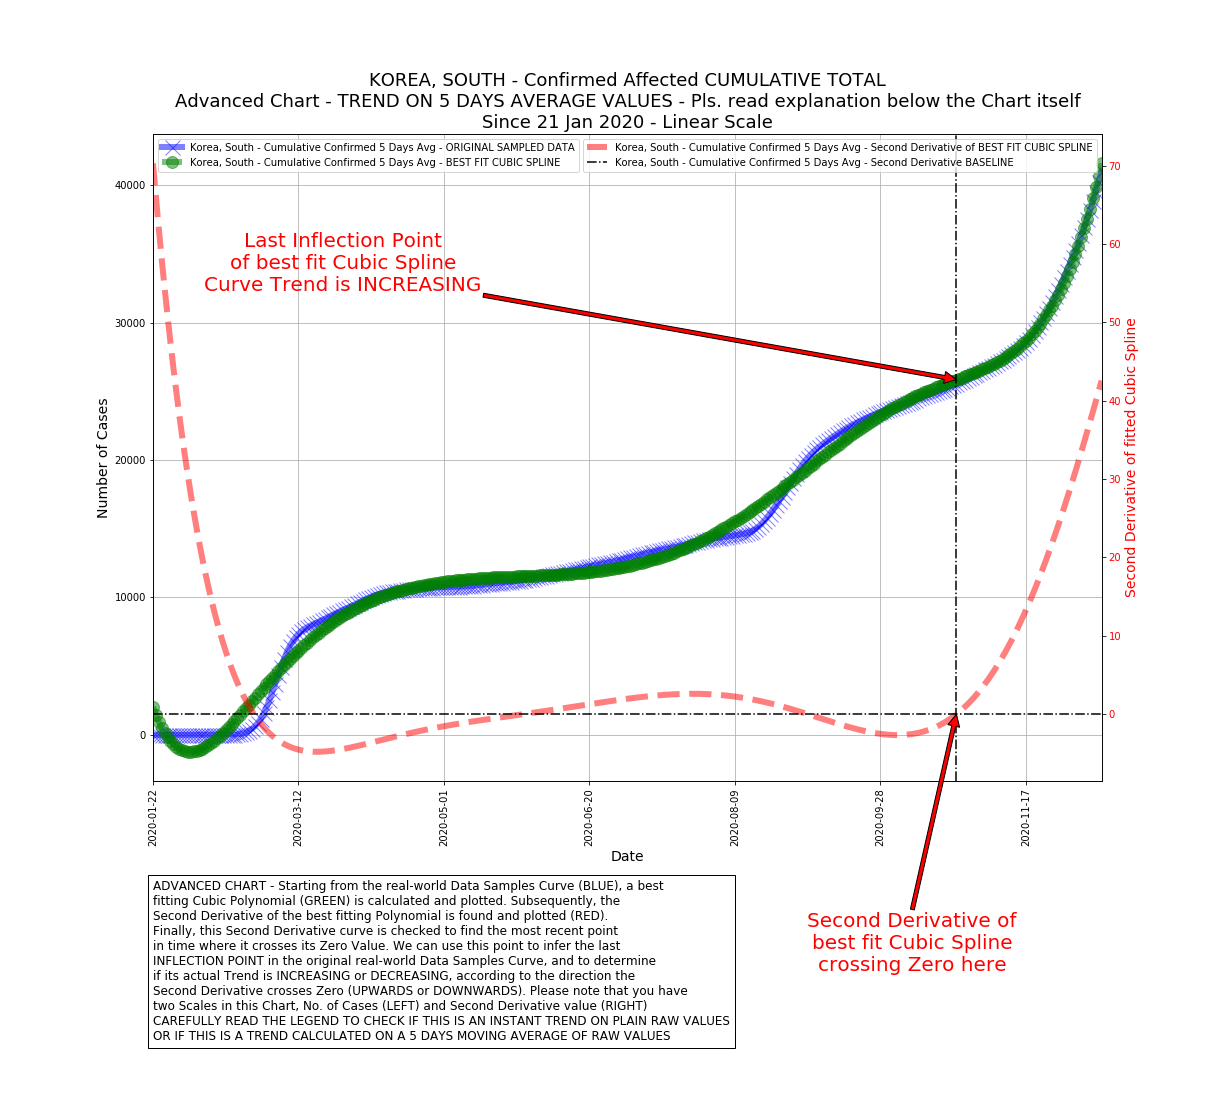 KOREA, SOUTH - Confirmed Affected CUMULATIVE TOTAL
Advanced Chart - TREND ON 5 DAYS AVERAGE VALUES - Pls. read explanation below the Chart itself
Since 21 Jan 2020 - Linear Scale
Korea, South - Cumulative Confirmed 5 Days Avg - ORIGINAL SAMPLED DATA
Korea, South - Cumulative Confirmed 5 Days Avg - BEST FIT CUBIC SPLINE
Korea, South - Cumulative Confirmed 5 Days Avg - Second Derivative of BEST FIT CUBIC SPLINE
Korea, South - Cumulative Confirmed 5 Days Avg - Second Derivative BASELINE
Last Inflection Point
of best fit Cubic Spline
Curve Trend is INCREASING
Number of Cases
40000
30000
20000
10000
0
70
60
50
40
30
20
10
0
Second Derivative of fitted Cubic Spline
2020-01-22
2020-03-12
2020-05-01
2020-06-20
2020-08-09
2020-09-28
2020-11-17
Date
ADVANCED CHART - Starting from the real-world Data Samples Curve (BLUE), a best
fitting Cubic Polynomial (GREEN) is calculated and plotted. Subsequently, the
Second Derivative of the best fitting Polynomial is found and plotted (RED).
Finally, this Second Derivative curve is checked to find the most recent point
in time where it crosses its Zero Value. We can use this point to infer the last
INFLECTION POINT in the original real-world Data Samples Curve, and to determine
if its actual Trend is INCREASING or DECREASING, according to the direction the
Second Derivative crosses Zero (UPWARDS or DOWNWARDS). Please note that you have
two Scales in this Chart, No. of Cases (LEFT) and Second Derivative value (RIGHT)
CAREFULLY READ THE LEGEND TO CHECK IF THIS IS AN INSTANT TREND ON PLAIN RAW VALUES
OR IF THIS IS A TREND CALCULATED ON A 5 DAYS MOVING AVERAGE OF RAW VALUES
Second Derivative of
best fit Cubic Spline
crossing Zero here